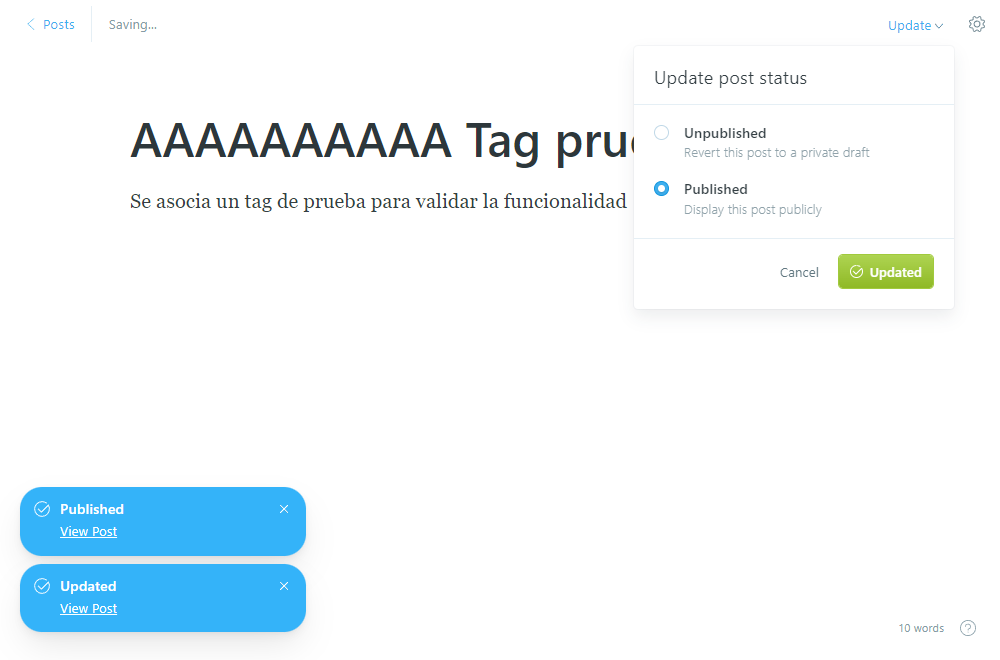 Posts
Saving...
Update
Update post status
AAAAAAAAAA Tag pru
Unpublished
Revert this post to a private draft
Published
Display this post publicly
Se asocia un tag de prueba para validar la funcionalidad
Cancel
Updated
Published
View Post
Updated
View Post
10 words
?